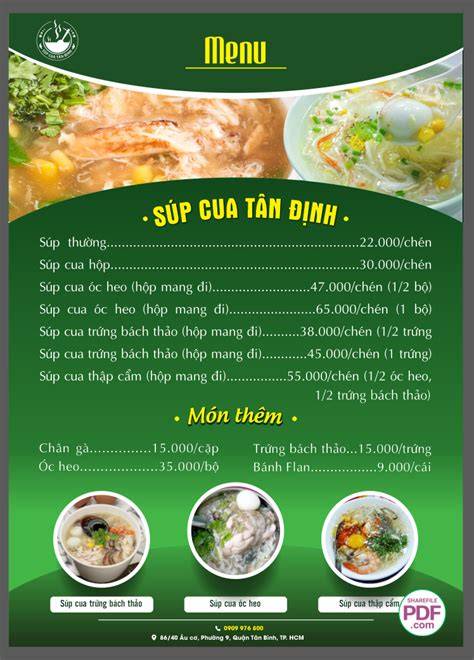 SÚP CUA TÂN ĐỊNH
Menu
SÚP CUA TÂN ĐỊNH
Súp thường 22.000/chén
Súp cua hộp 30.000/chén
Súp cua óc heo (hộp mang đi) 47.000/chén (1/2 bộ)
Súp cua óc heo (hộp mang đi) 65.000/chén (1 bộ)
Súp cua trứng bách thảo (hộp mang đi) 38.000/chén (1/2 trứng
Súp cua trứng bách thảo (hộp mang đi) 45.000/chén (1 trứng)
Súp cua thập cẩm (hộp mang đi) 55.000/chén (1/2 óc heo,
1/2 trứng bách thảo)
Món thêm
Chân gà 15.000/cặp
Óc heo 35.000/bộ
Trứng bách thảo...15.000/trứng
Bánh Flan 9.000/cái
Súp cua trứng bách thảo
Súp cua óc heo
Súp cua thập cẩm
SHAREFILE
PDF
.com
0909 976 600
86/40 Âu cơ, Phường 9, Quận Tân Bình, TP. HCM